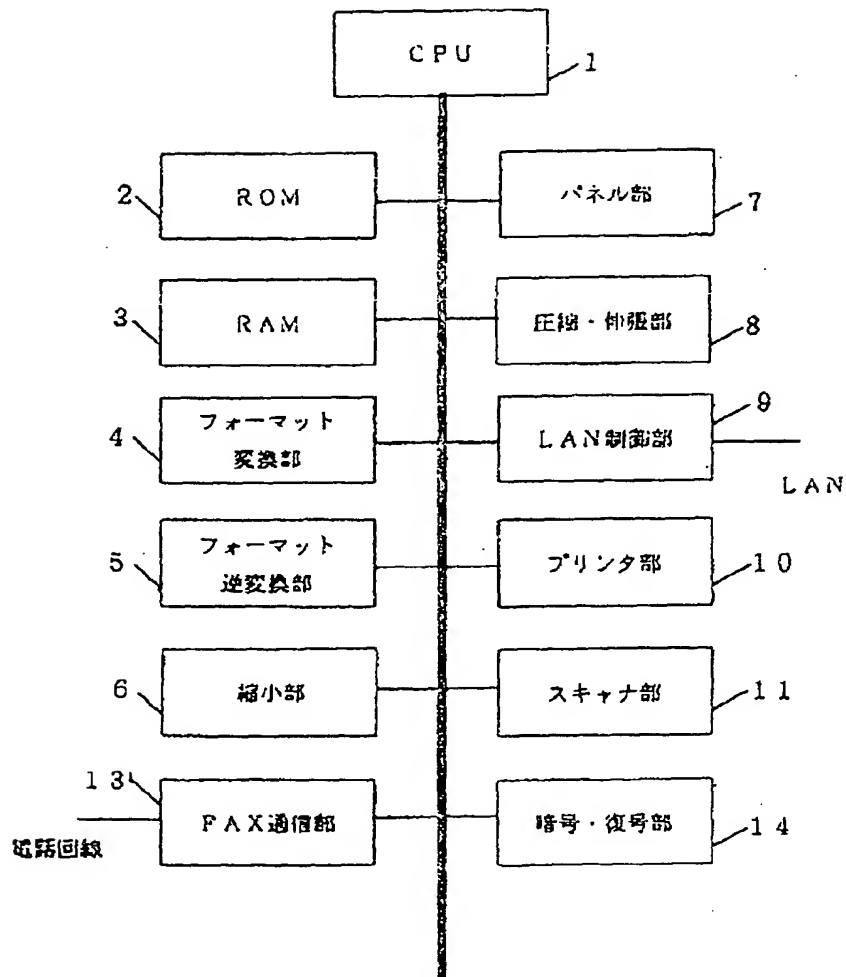 CPU
1
2
ROM
パネル部
7
3
RAM
圧縮・伸張部
8
4
フォーマット
変換部
LAN制御部
9
LAN
5
フォーマット
逆変換部
プリンタ部
10
6
縮小部
スキャナ部
11
13
FAX通信部
電話回線
暗号・復号部
14